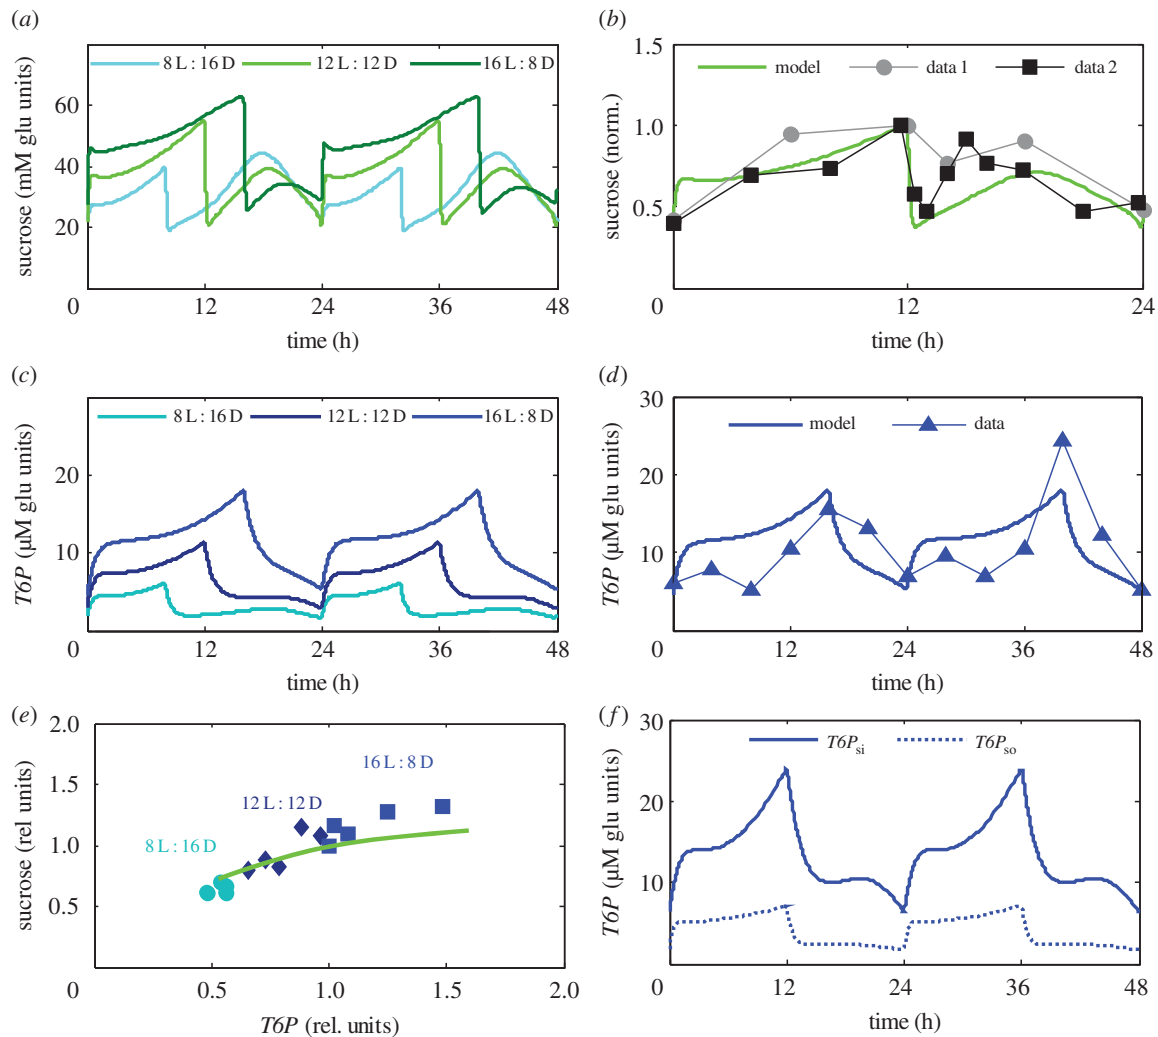 (a)
8 L : 16 D 12 L : 12 D 16 L : 8 D
60
40
20
0 12 24 36 48
sucrose (mM glu units)
time (h)
(b)
model data 1 data 2
1.5
1.0
0.5
0 12 24
sucrose (norm.)
time (h)
(c)
8 L : 16 D 12 L : 12 D 16 L : 8 D
20
10
0 12 24 36 48
T6P (μM glu units)
time (h)
(d)
model data
30
20
10
0 12 24 36 48
T6P (μM glu units)
time (h)
(e)
2.0
16 L : 8 D
1.5
12 L : 12 D
8 L : 16 D
1.0
0.5
0 0.5 1.0 1.5 2.0
sucrose (rel. units)
T6P (rel. units)
(f)
T6Psi T6Pso
30
20
10
0 12 24 36 48
T6P (μM glu units)
time (h)